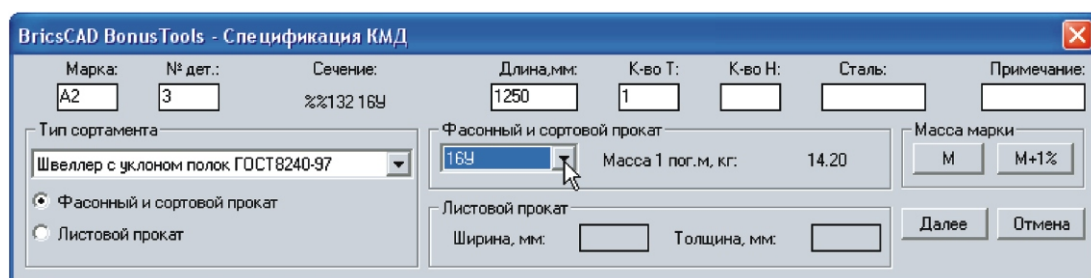 BricsCAD BonusTools - Спецификация КМД
Марка: № дет.: Сечение: Длина,мм: К-во Т: К-во Н: Сталь: Примечание:
A2 3 %%132 16У 1250 1
Тип сортамента Фасонный и сортовой прокат Масса марки
Швеллер с уклоном полок ГОСТ8240-97 16У Масса 1 пог.м, кг: 14.20 М М+1%
Фасонный и сортовой прокат
Листовой прокат
Листовой прокат Ширина, мм: Толщина, мм: Далее Отмена